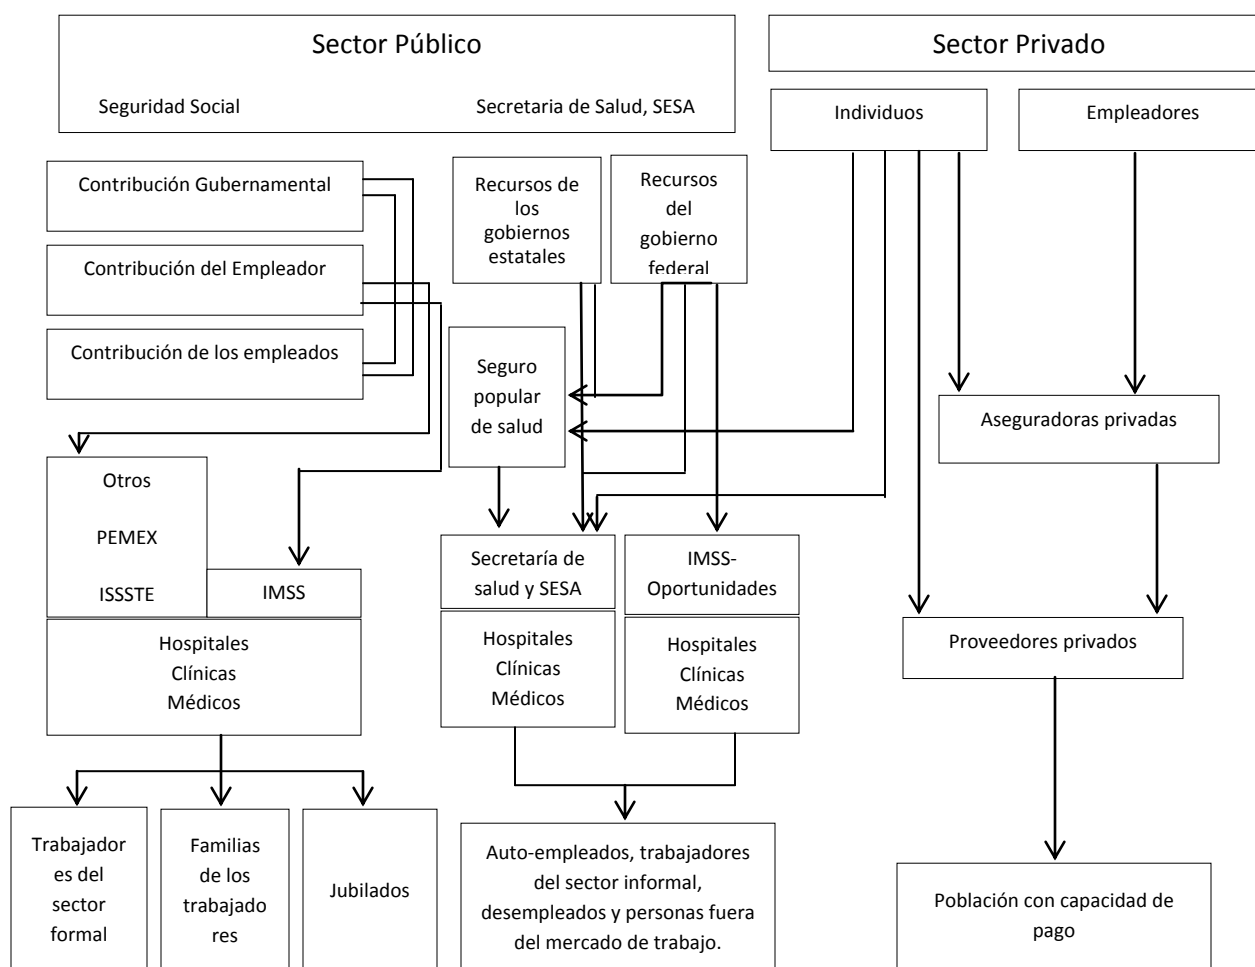 Sector Público
Seguridad Social
Secretaria de Salud, SESA
Sector Privado
Individuos
Empleadores
Contribución Gubernamental
Contribución del Empleador
Contribución de los empleados
Recursos de
los
gobiernos
estatales
Recursos
del
gobierno
federal
Seguro
popular
de salud
Aseguradoras privadas
Otros
PEMEX
ISSSTE
IMSS
Hospitales
Clínicas
Médicos
Secretaría de
salud y SESA
Hospitales
Clínicas
Médicos
IMSS-
Oportunidades
Hospitales
Clínicas
Médicos
Proveedores privados
Trabajador
es del
sector
formal
Familias
de los
trabajado
res
Jubilados
Auto-empleados, trabajadores
del sector informal,
desempleados y personas fuera
del mercado de trabajo.
Población con capacidad de
pago